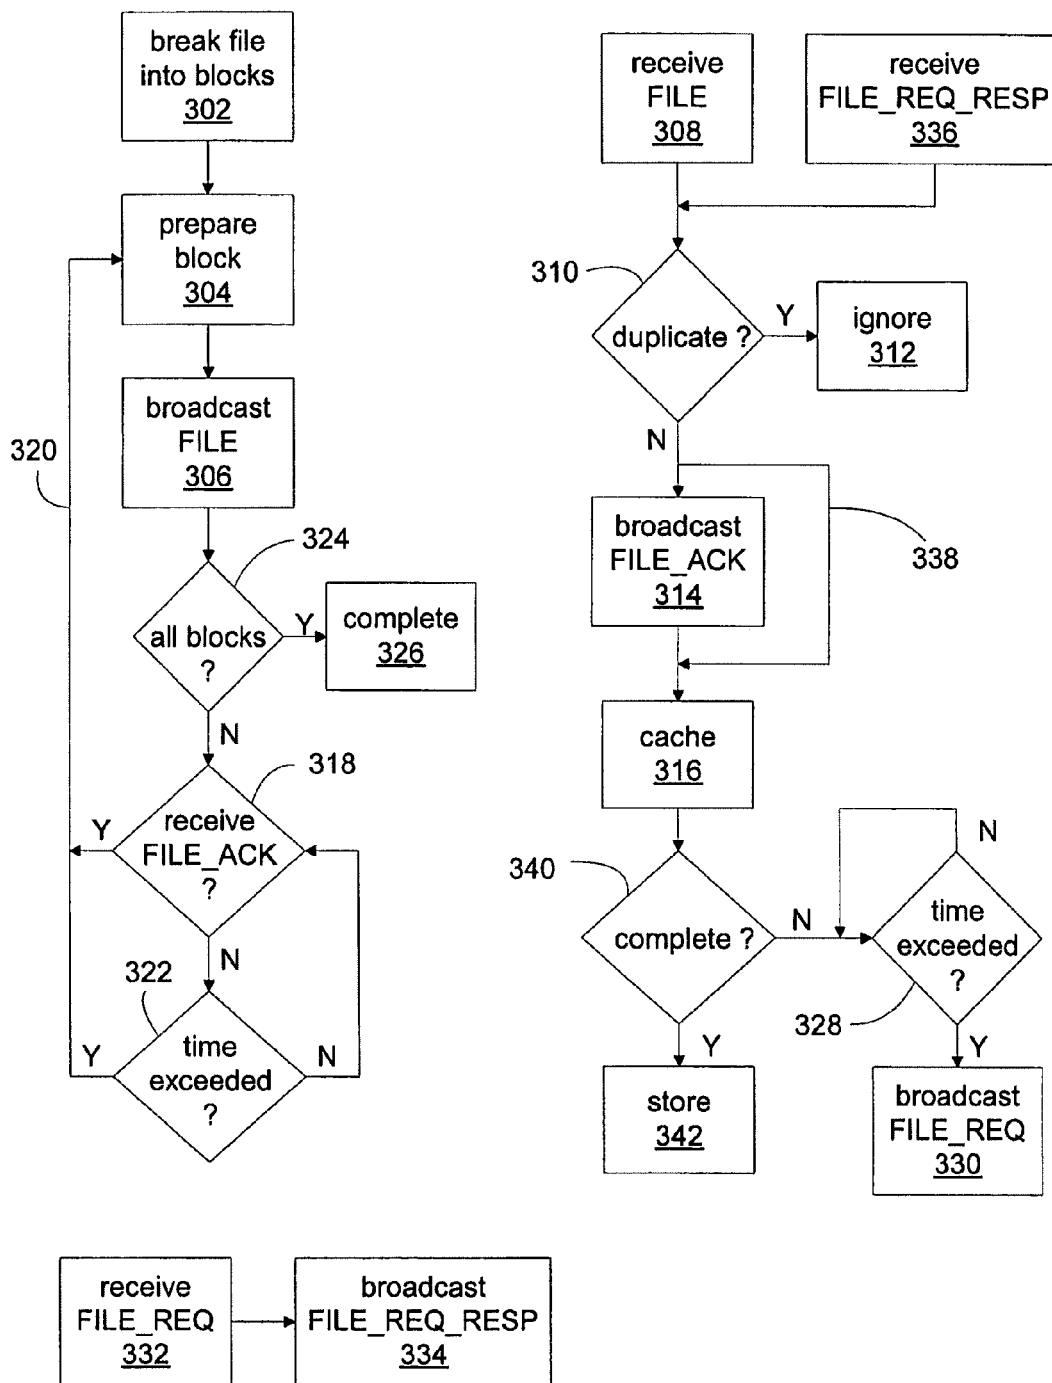 break file
into blocks
302
prepare
block
304
broadcast
FILE
306
320
324
all blocks
?
Y
complete
326
N
318
receive
FILE_ACK
?
Y
N
322
time
exceeded
?
Y
N
receive
FILE
308
receive
FILE_REQ_RESP
336
310
duplicate ?
Y
ignore
312
N
broadcast
FILE_ACK
314
338
cache
316
340
complete ?
N
N
time
exceeded
?
328
Y
store
342
Y
broadcast
FILE_REQ
330
receive
FILE_REQ
332
broadcast
FILE_REQ_RESP
334